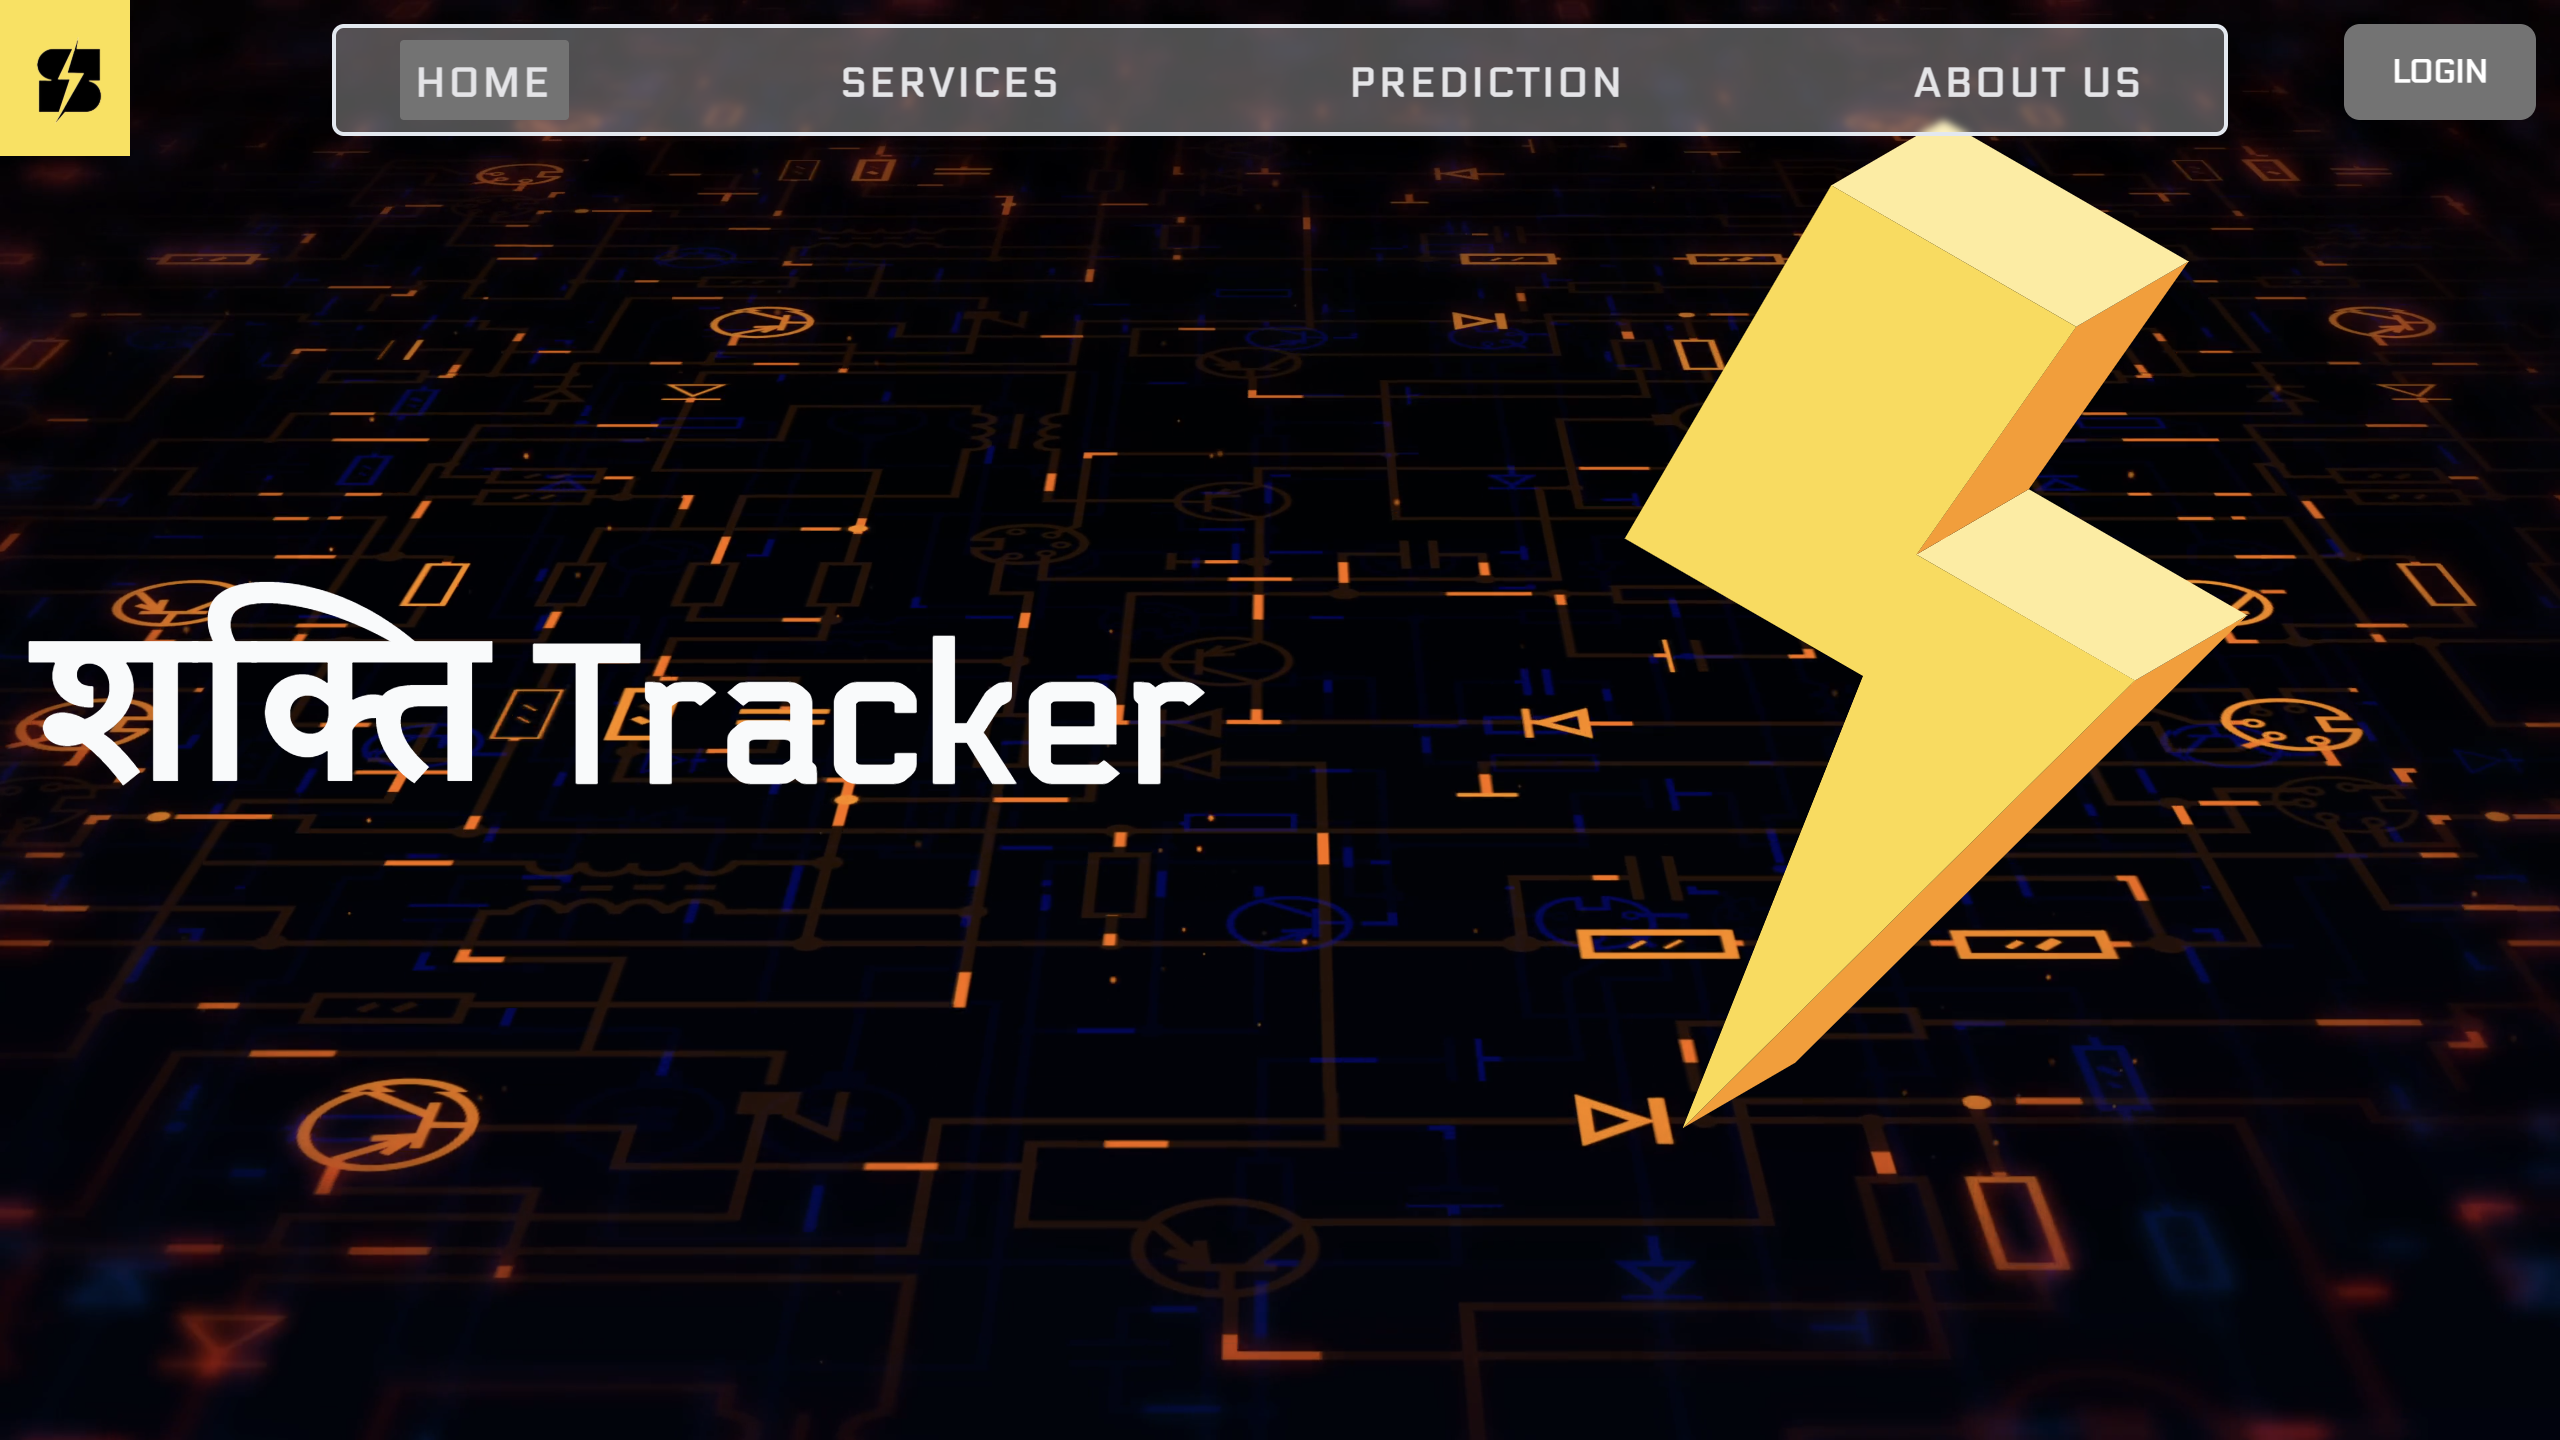 HOME SERVICES PREDICTION ABOUT US LOGIN
शक्ति Tracker